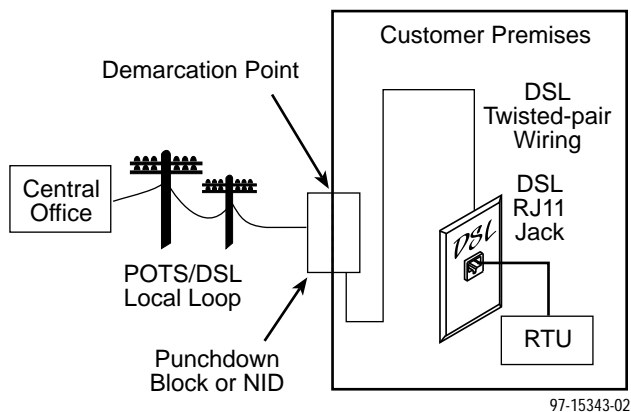 Customer Premises
Demarcation Point
DSL
Twisted-pair
Wiring
Central
Office
DSL
RJ11
Jack
DSL
POTS/DSL
Local Loop
RTU
Punchdown
Block or NID
97-15343-02